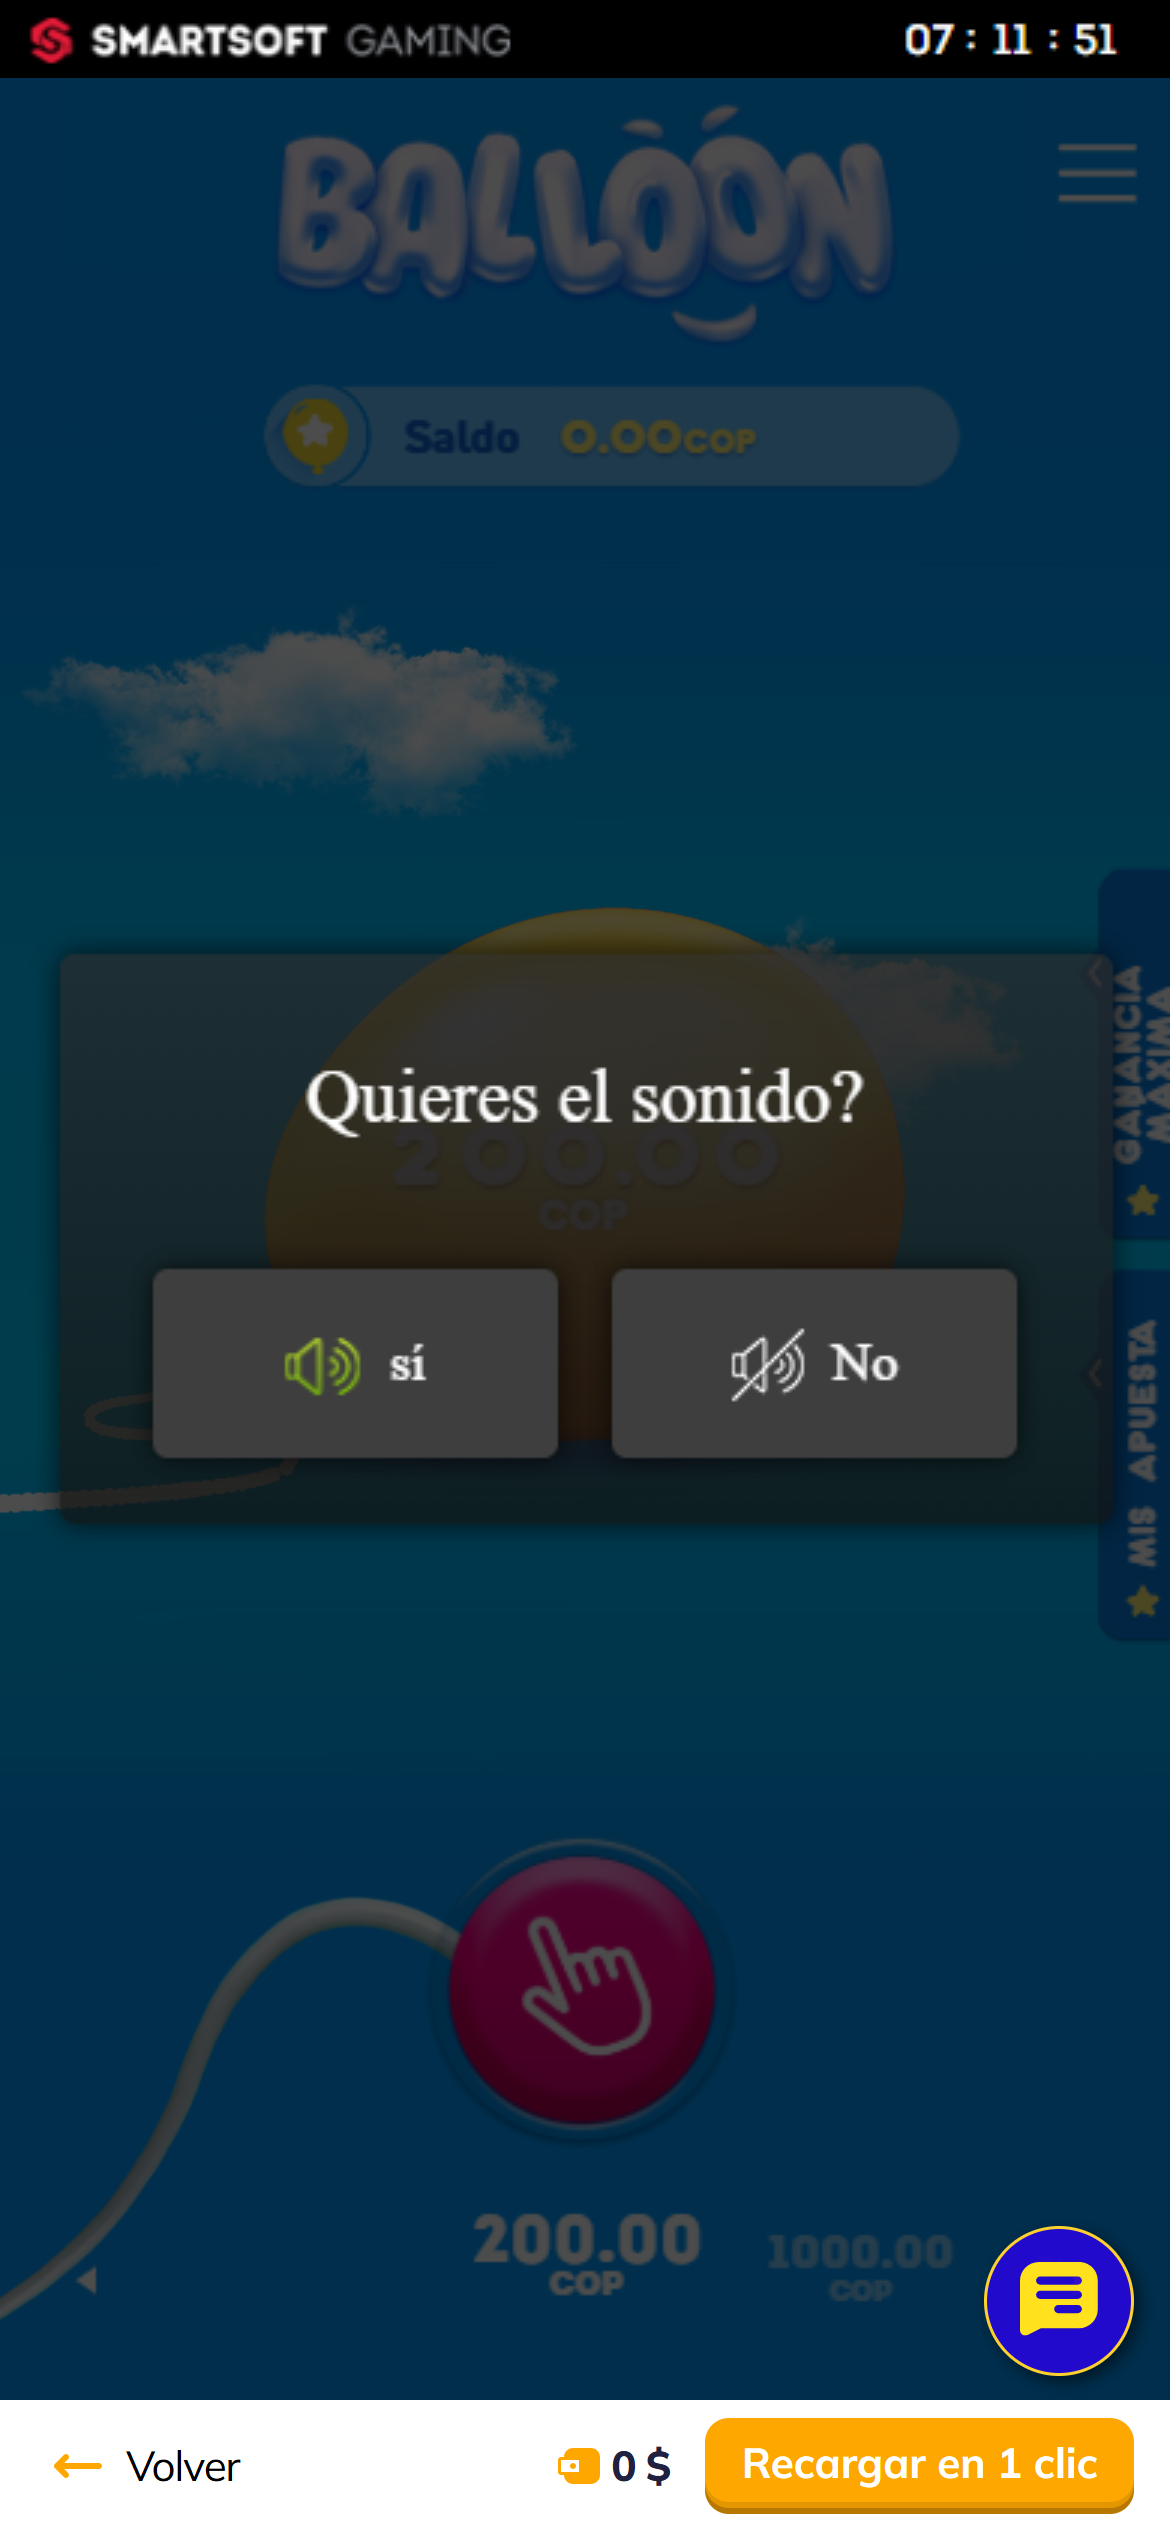 SMARTSOFT GAMING
07 : 11 : 51
BALLOON
Saldo 0.00COP
GANANCIA
MAXIMA
Quieres el sonido?
200.00
COP
sí
No
MIS APUESTA
200.00
COP
1000.00
COP
Volver
0 $
Recargar en 1 clic